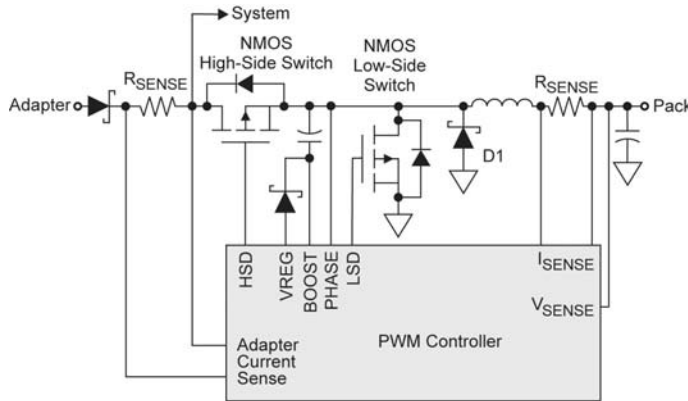 System
NMOS
High-Side Switch
NMOS
Low-Side
Switch
RSENSE
RSENSE
Adapter
Pack
D1
HSD
VREG
BOOST
PHASE
LSD
ISENSE
VSENSE
Adapter
Current
Sense
PWM Controller